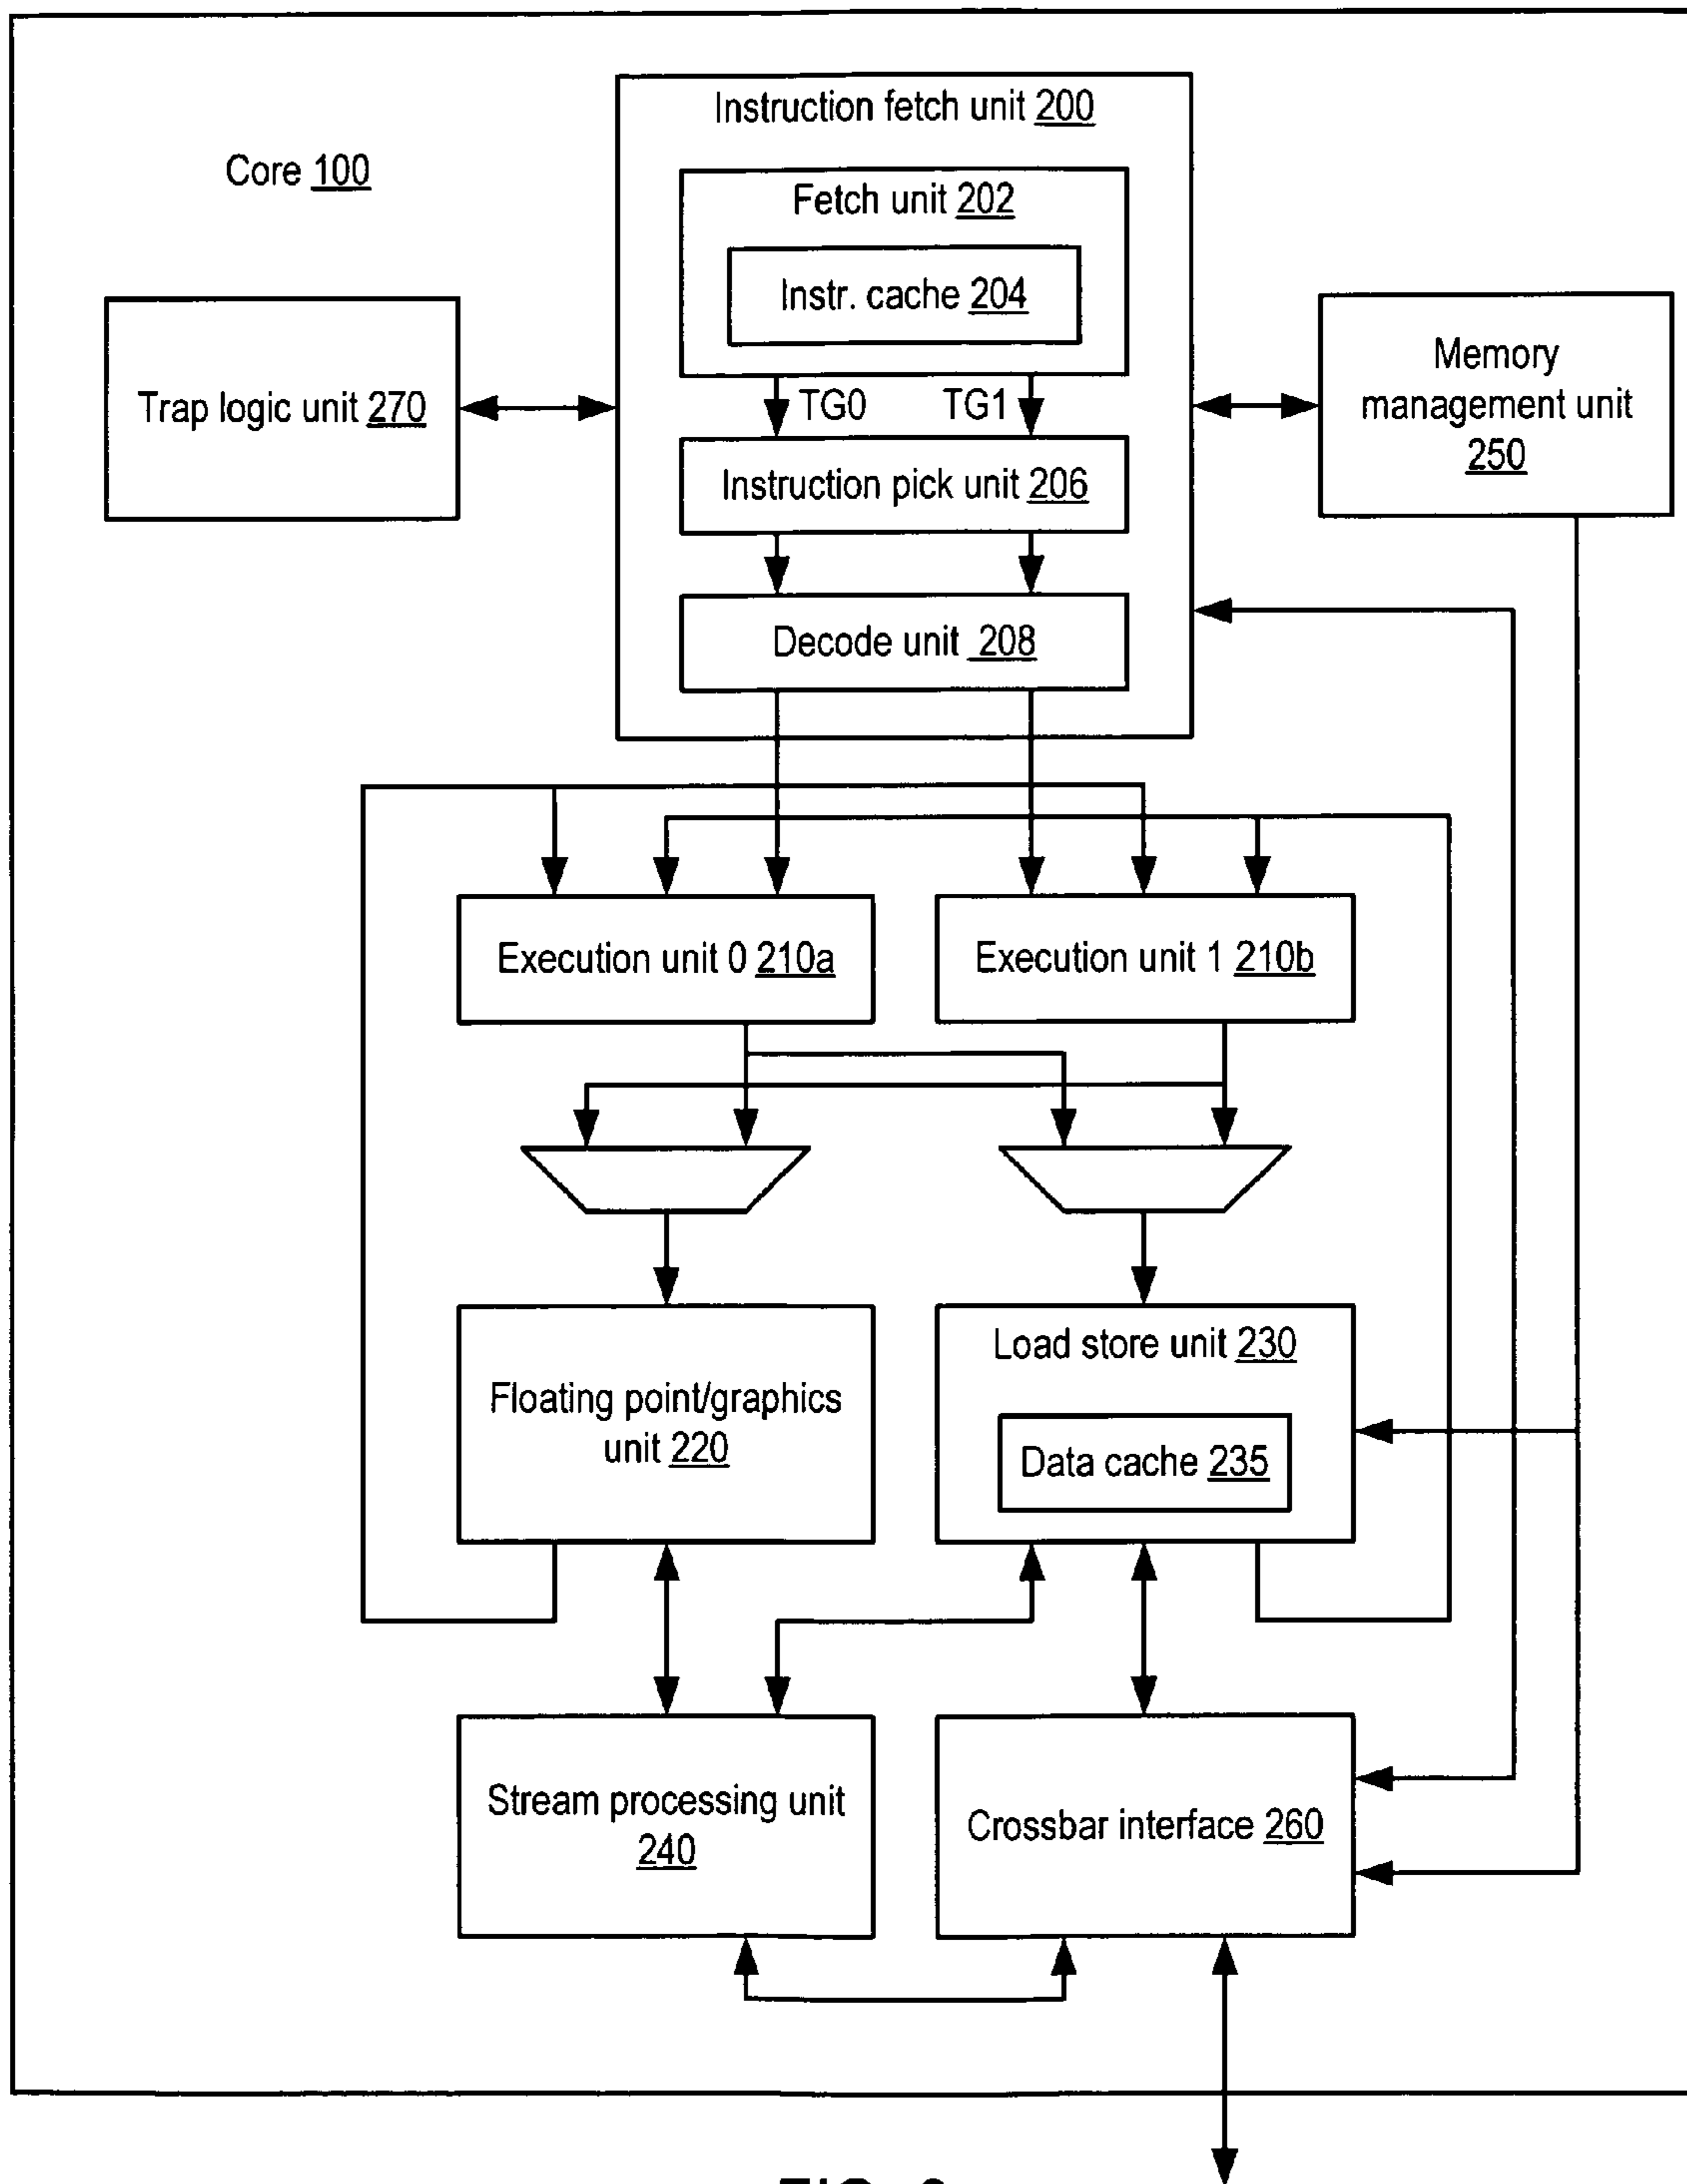 Instruction fetch unit 200
Core 100
Fetch unit 202
Instr. cache 204
Trap logic unit 270
Memory
management unit
250
TG0
TG1
Instruction pick unit 206
Decode unit 208
Execution unit 0 210a
Execution unit 1 210b
Floating point/graphics
unit 220
Load store unit 230
Data cache 235
Stream processing unit
240
Crossbar interface 260